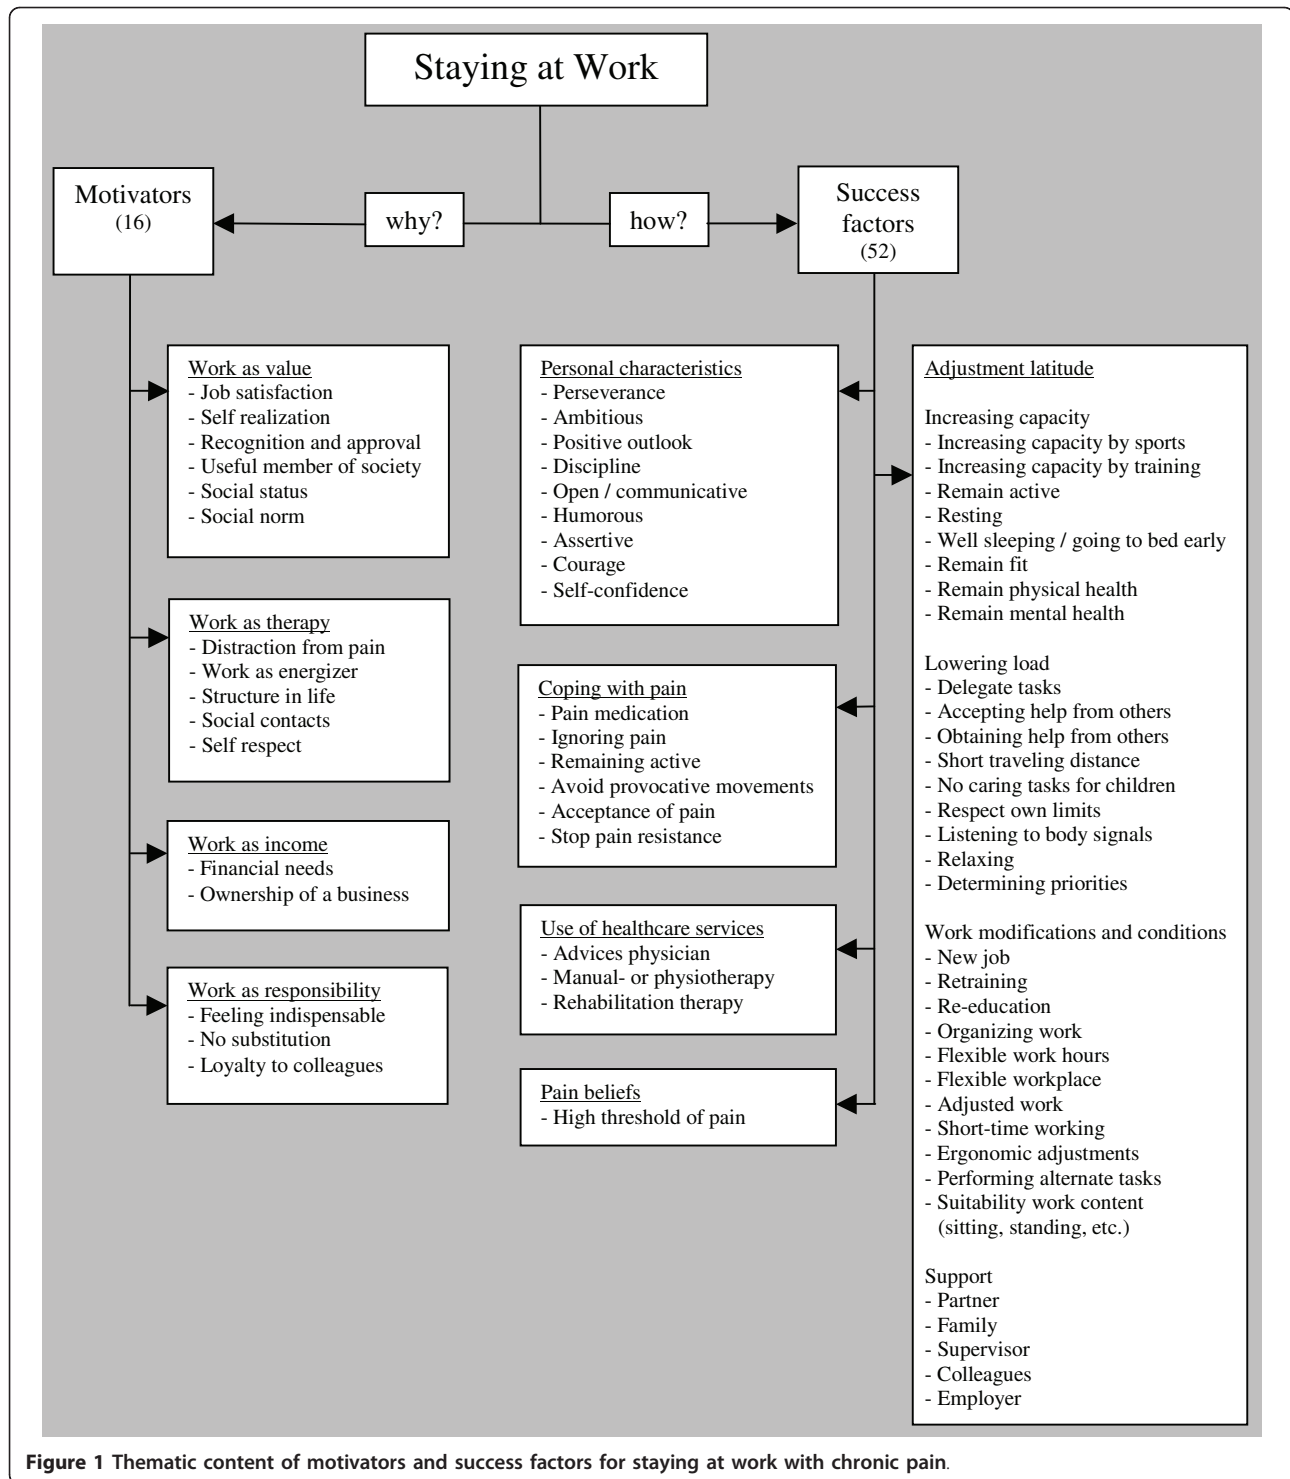 Staying at Work
Motivators
(16)
why?
how?
Success
factors
(52)
Work as value
- Job satisfaction
- Self realization
- Recognition and approval
- Useful member of society
- Social status
- Social norm
Work as therapy
- Distraction from pain
- Work as energizer
- Structure in life
- Social contacts
- Self respect
Work as income
- Financial needs
- Ownership of a business
Work as responsibility
- Feeling indispensable
- No substitution
- Loyalty to colleagues
Personal characteristics
- Perseverance
- Ambitious
- Positive outlook
- Discipline
- Open / communicative
- Humorous
- Assertive
- Courage
- Self-confidence
Coping with pain
- Pain medication
- Ignoring pain
- Remaining active
- Avoid provocative movements
- Acceptance of pain
- Stop pain resistance
Use of healthcare services
- Advices physician
- Manual- or physiotherapy
- Rehabilitation therapy
Pain beliefs
- High threshold of pain
Adjustment latitude
Increasing capacity
- Increasing capacity by sports
- Increasing capacity by training
- Remain active
- Resting
- Well sleeping / going to bed early
- Remain fit
- Remain physical health
- Remain mental health
Lowering load
- Delegate tasks
- Accepting help from others
- Obtaining help from others
- Short traveling distance
- No caring tasks for children
- Respect own limits
- Listening to body signals
- Relaxing
- Determining priorities
Work modifications and conditions
- New job
- Retraining
- Re-education
- Organizing work
- Flexible work hours
- Flexible workplace
- Adjusted work
- Short-time working
- Ergonomic adjustments
- Performing alternate tasks
- Suitability work content
(sitting, standing, etc.)
Support
- Partner
- Family
- Supervisor
- Colleagues
- Employer
Figure 1 Thematic content of motivators and success factors for staying at work with chronic pain.